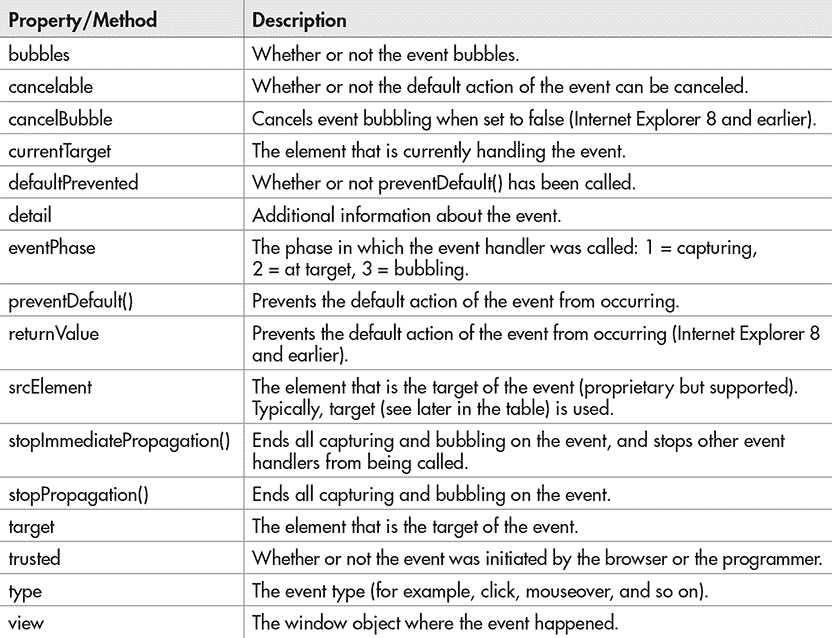 Property/Method Description
bubbles Whether or not the event bubbles.
cancelable Whether or not the default action of the event can be canceled.
cancelBubble Cancels event bubbling when set to false (Internet Explorer 8 and earlier).
currentTarget The element that is currently handling the event.
defaultPrevented Whether or not preventDefault() has been called.
detail Additional information about the event.
eventPhase The phase in which the event handler was called: 1 = capturing,
2 = at target, 3 = bubbling.
preventDefault() Prevents the default action of the event from occurring.
returnValue Prevents the default action of the event from occurring (Internet Explorer 8
and earlier).
srcElement The element that is the target of the event (proprietary but supported).
Typically, target (see later in the table) is used.
stopImmediatePropagation() Ends all capturing and bubbling on the event, and stops other event
handlers from being called.
stopPropagation() Ends all capturing and bubbling on the event.
target The element that is the target of the event.
trusted Whether or not the event was initiated by the browser or the programmer.
type The event type (for example, click, mouseover, and so on).
view The window object where the event happened.